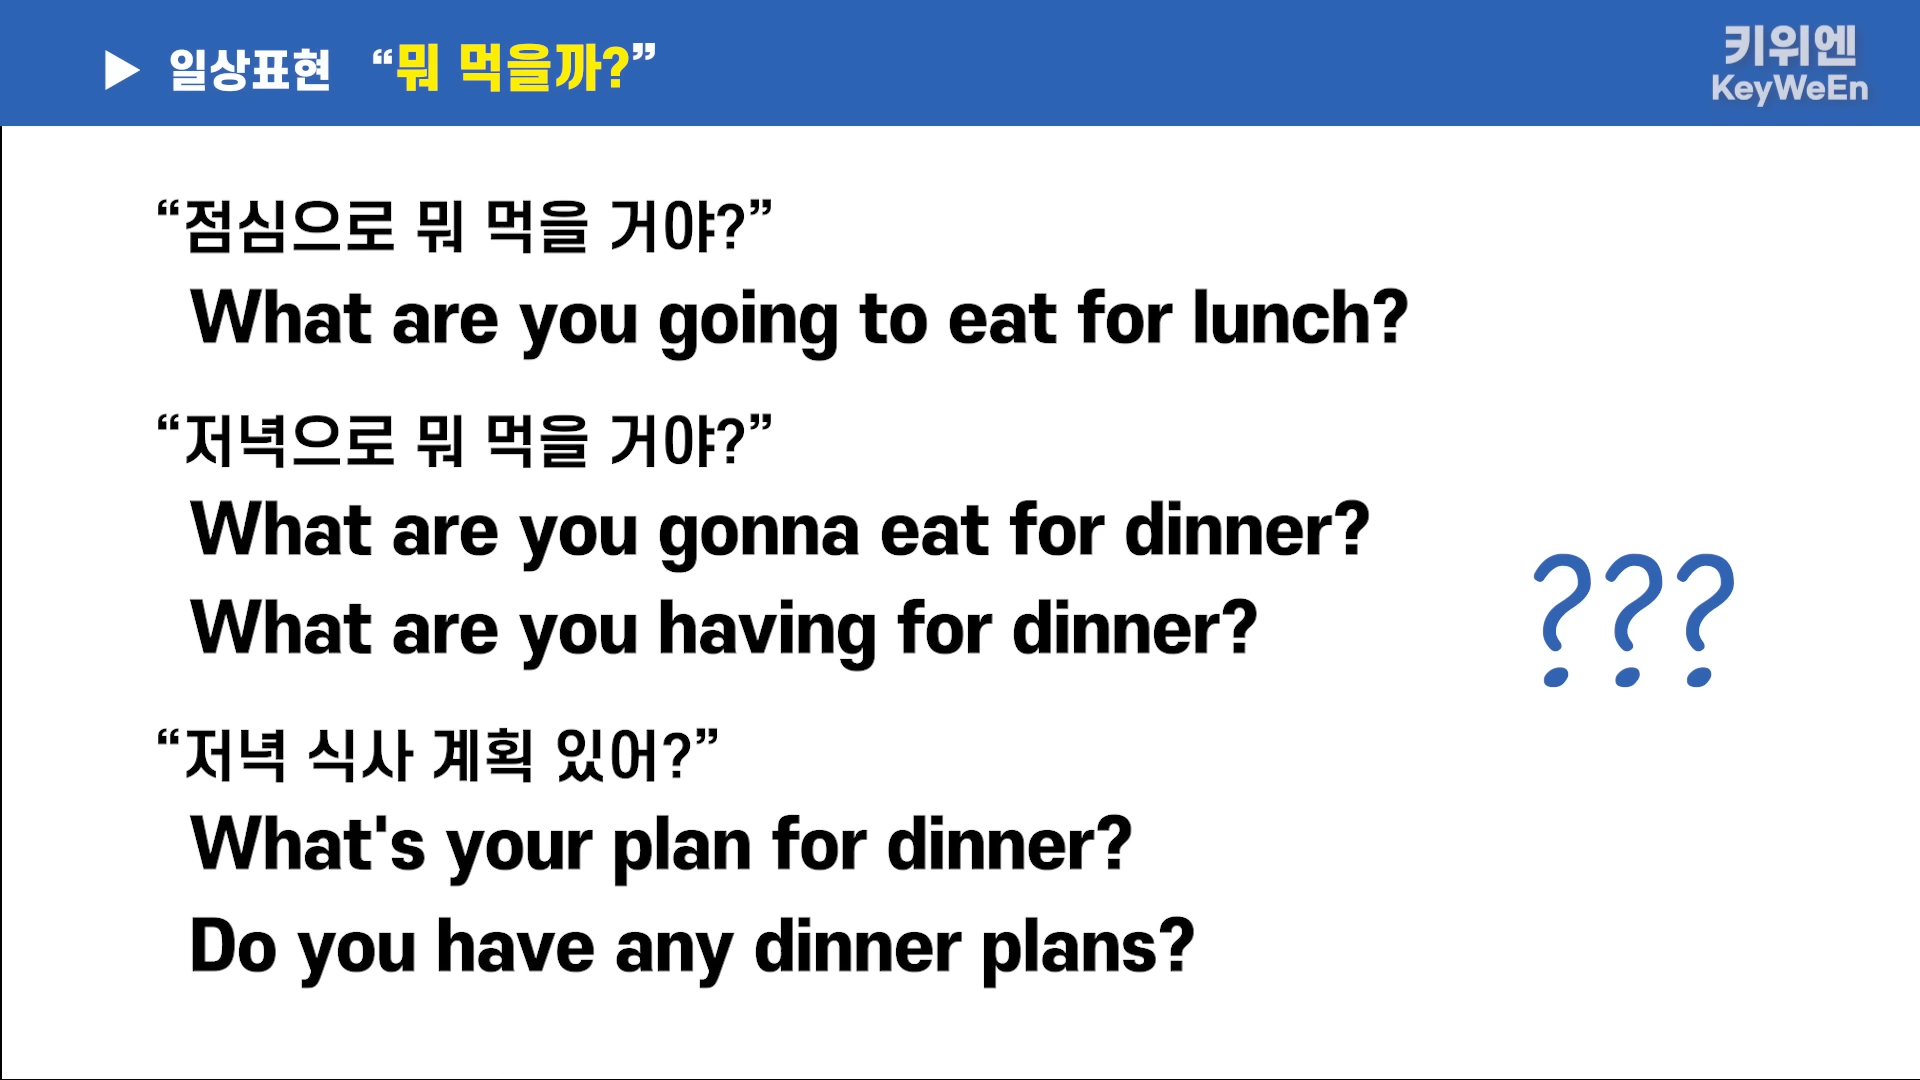 ▶ 일상표현 “뭐 먹을까?”
키위엔
KeyWeEn
“점심으로 뭐 먹을 거야?”
What are you going to eat for lunch?
“저녁으로 뭐 먹을 거야?”
What are you gonna eat for dinner?
What are you having for dinner?
???
“저녁 식사 계획 있어?”
What's your plan for dinner?
Do you have any dinner plans?